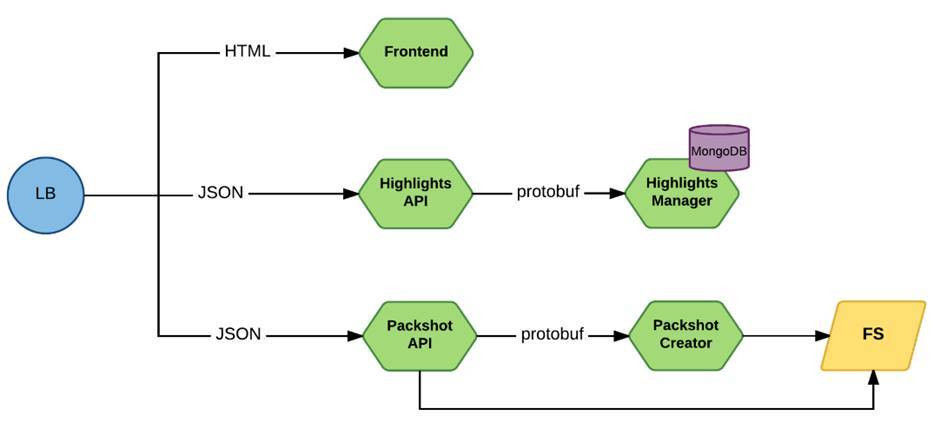 HTML
Frontend
MongoDB
LB
JSON
Highlights
API
protobuf
Highlights
Manager
JSON
Packshot
API
protobuf
Packshot
Creator
FS